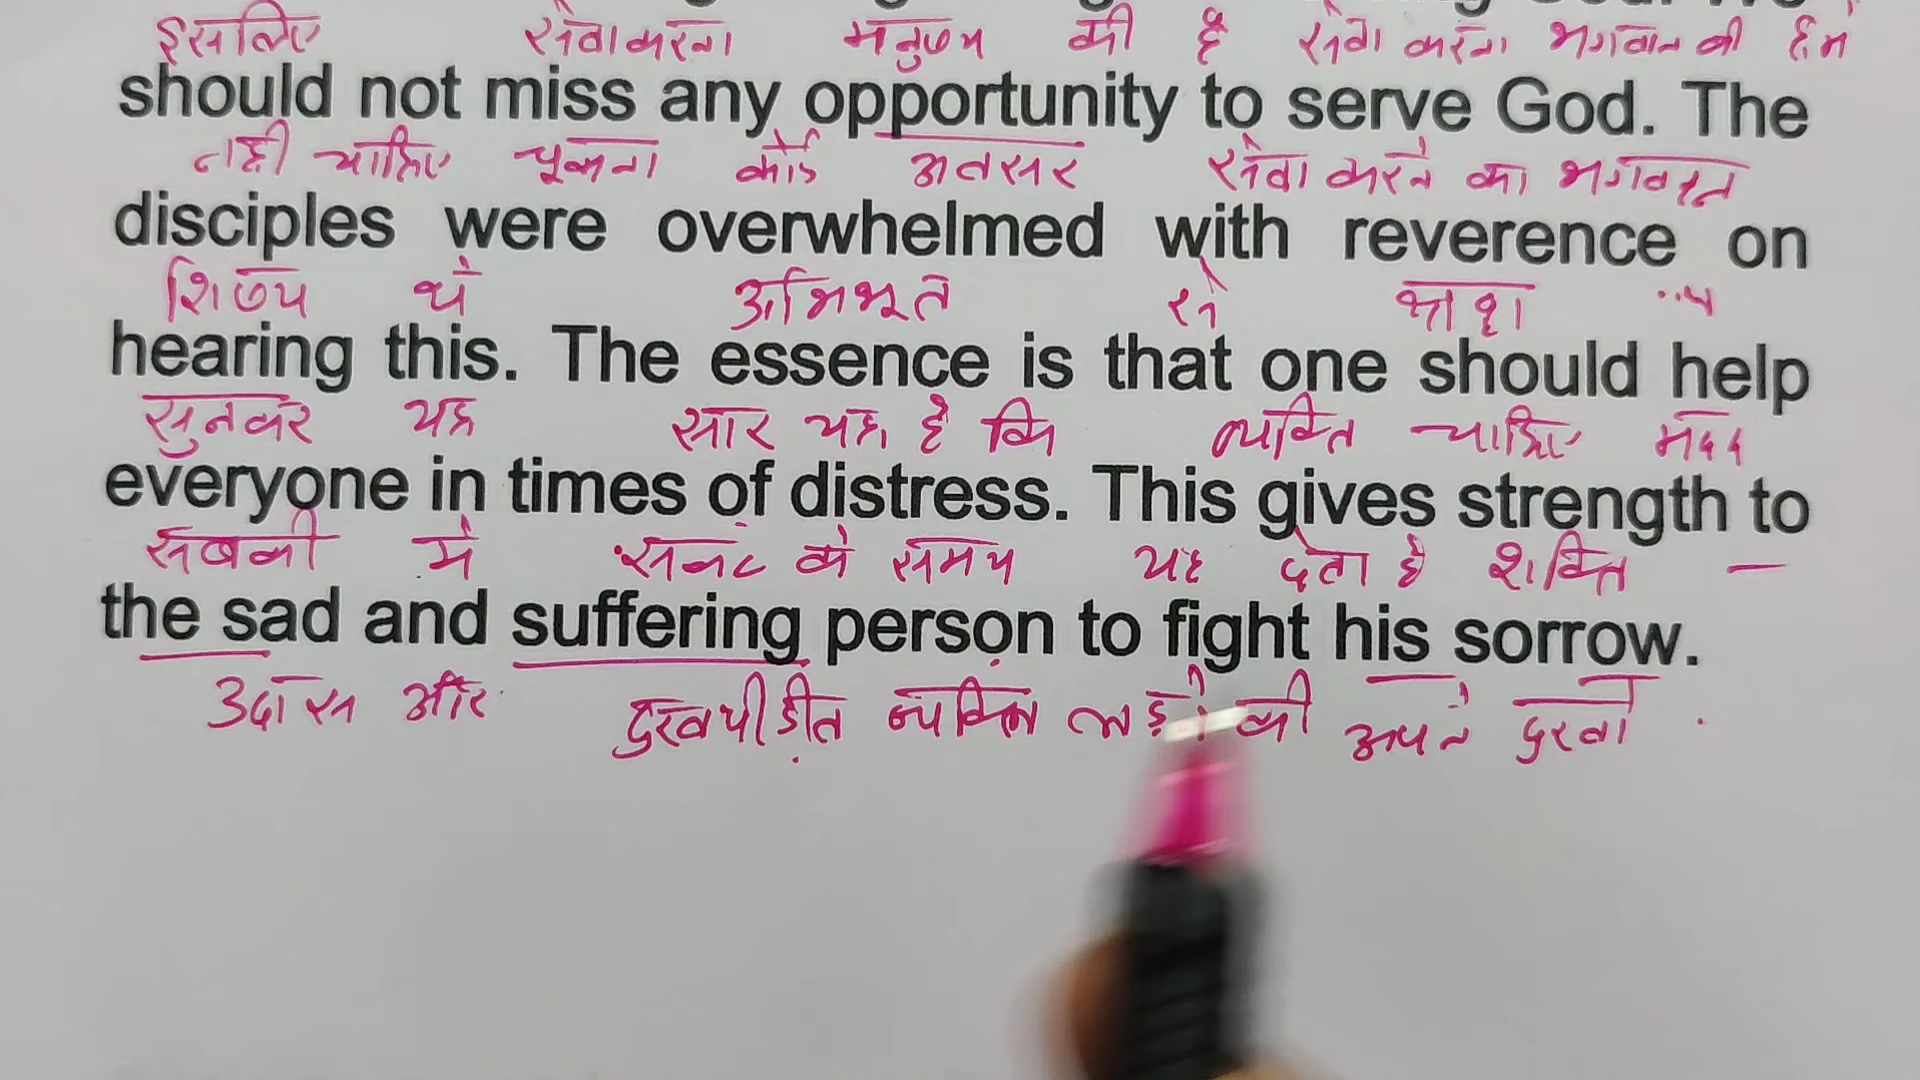 इसलिए सेवा करना मनुष्य की है सेवा करना भगवान की हमे
should not miss any opportunity to serve God. The
नही चाहिए चूकना कोई अवसर सेवा करने का भगवान
disciples were overwhelmed with reverence on
शिष्य थे अभिभूत से श्रद्धा
hearing this. The essence is that one should help
सुनकर यह सार यह है कि व्यक्ति चाहिए मदद
everyone in times of distress. This gives strength to
सबकी मे संकट के समय यह देता है शक्ति —
the sad and suffering person to fight his sorrow.
उदास और दुखपीड़ीत व्यक्ति लड़ने की अपने दुखो